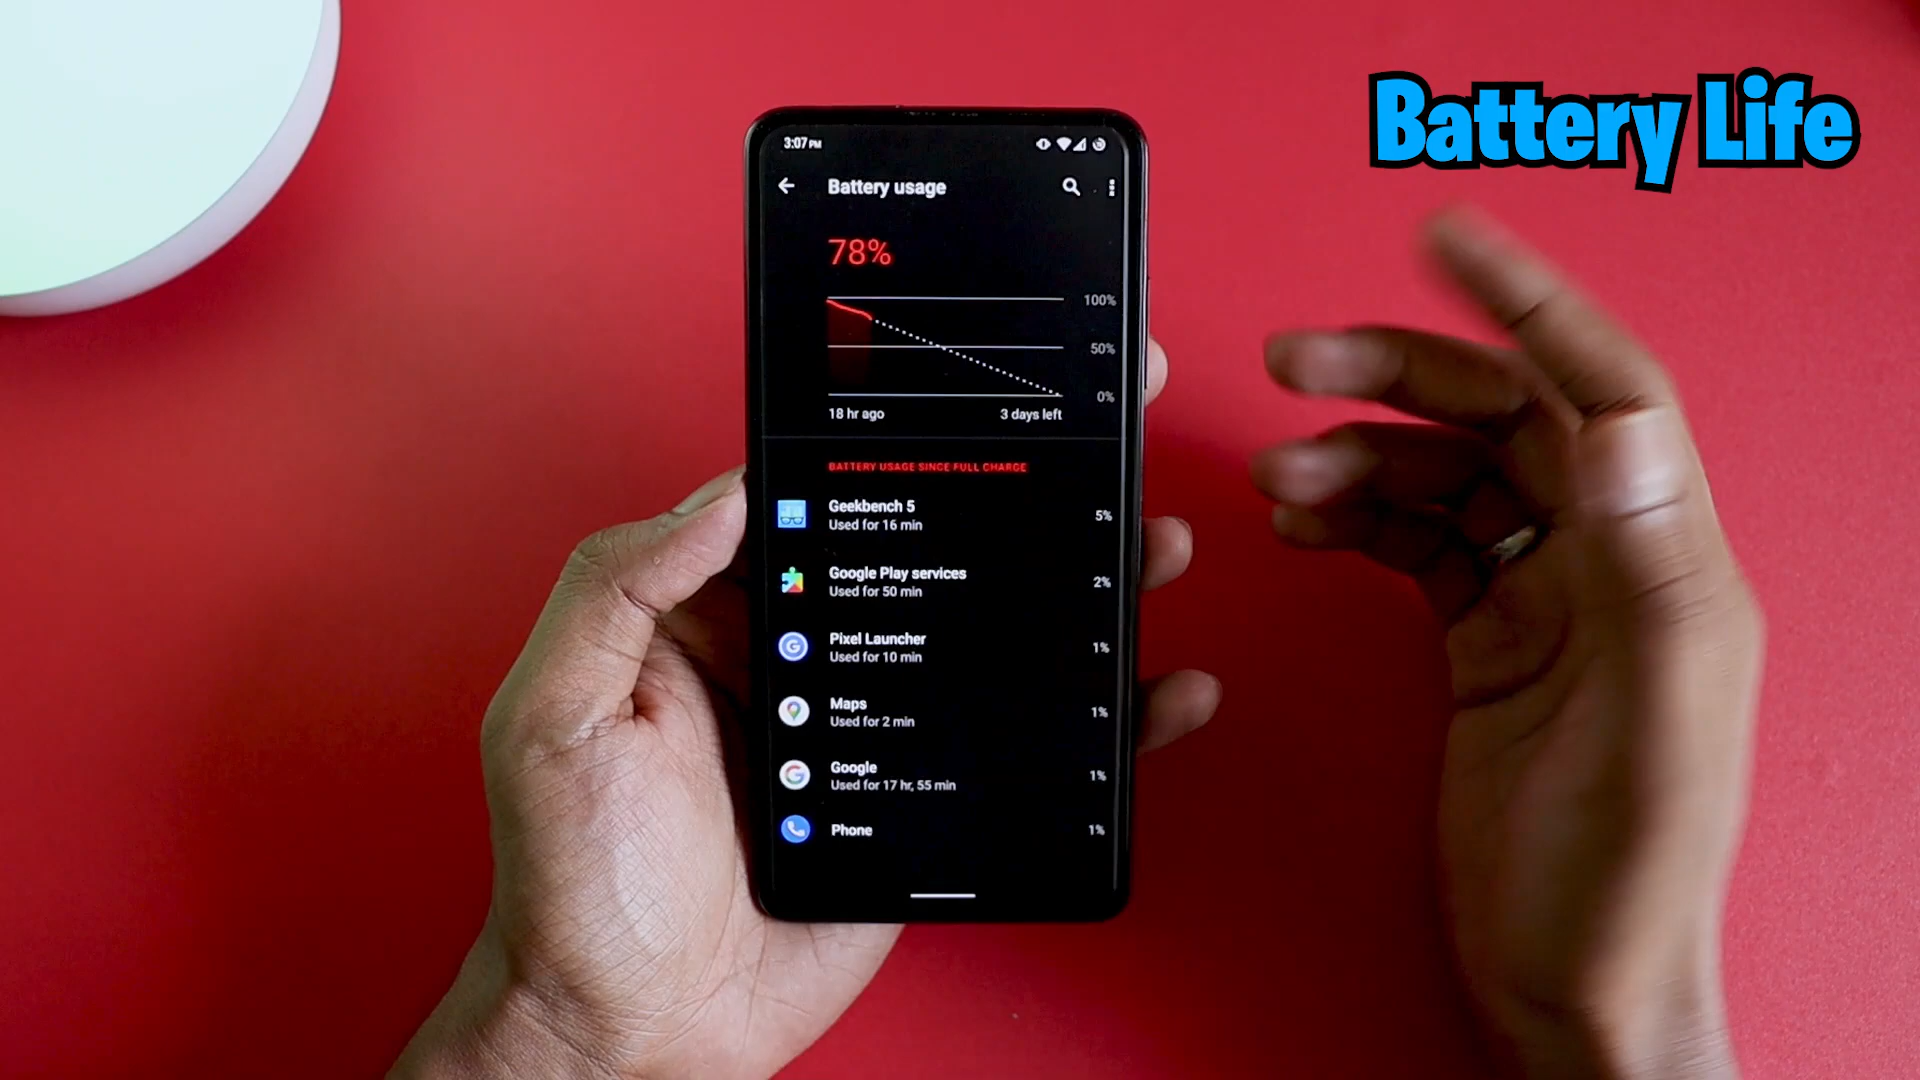 Battery Life
3:07 PM
Battery usage
78%
100%
50%
0%
18 hr ago
3 days left
BATTERY USAGE SINCE FULL CHARGE
Geekbench 5
Used for 16 min
5%
Google Play services
Used for 50 min
2%
Pixel Launcher
Used for 10 min
1%
Maps
Used for 2 min
1%
Google
Used for 17 hr, 55 min
1%
Phone
1%